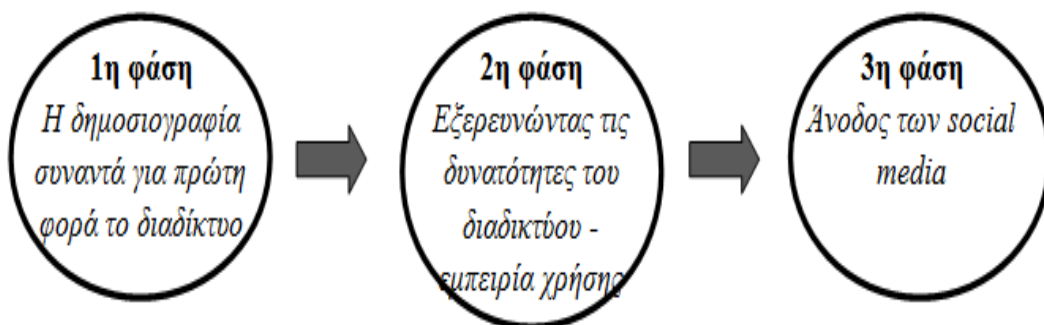 1η φάση
Η δημοσιογραφία
συναντά για πρώτη
φορά το διαδίκτυο
2η φάση
Εξερευνώντας τις
δυνατότητες του
διαδικτύου -
εμπειρία χρήσης
3η φάση
Άνοδος των social
media